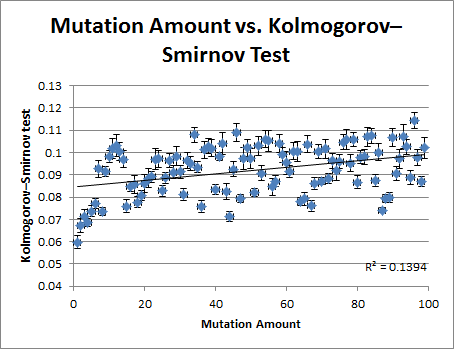 Mutation Amount vs. Kolmogorov–
Smirnov Test
Kolmogorov–Smirnov test
0.13
0.12
0.11
0.1
0.09
0.08
0.07
0.06
0.05
0.04
R² = 0.1394
0 20 40 60 80 100
Mutation Amount